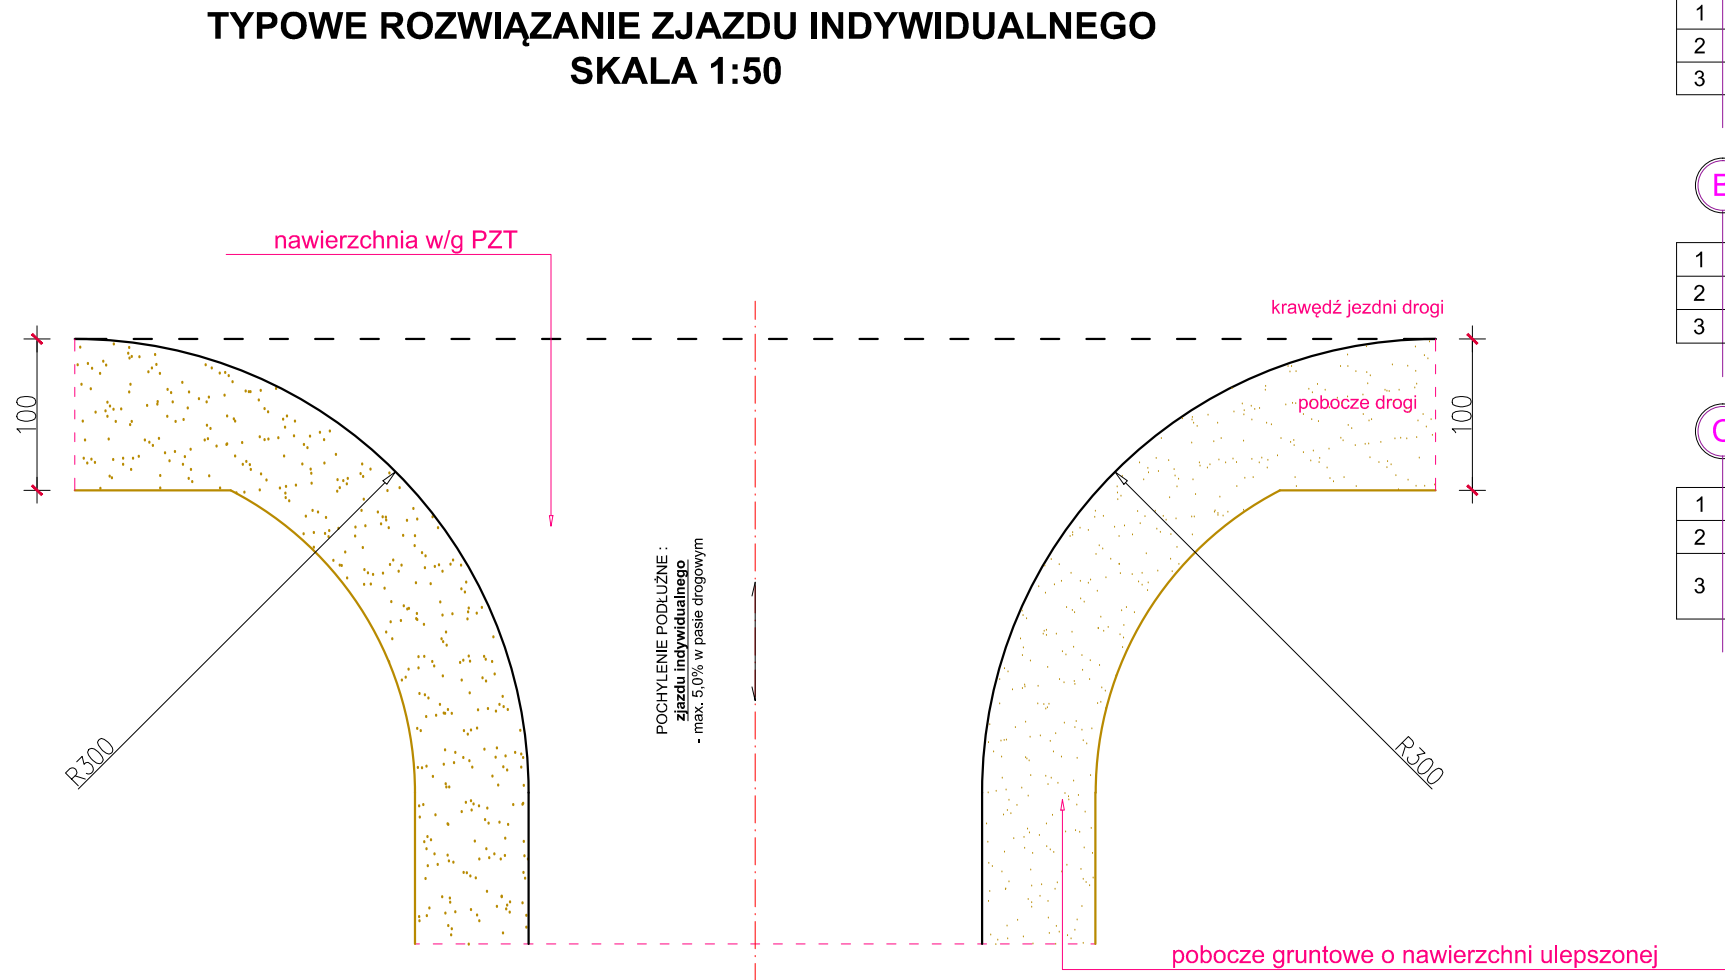 TYPOWE ROZWIĄZANIE ZJAZDU INDYWIDUALNEGO
SKALA 1:50
1
2
3
nawierzchnia w/g PZT
1
2
3
krawędź jezdni drogi
pobocze drogi
100
100
1
2
3
POCHYLENIE PODŁUŻNE :
zjazdu indywidualnego
- max. 5,0% w pasie drogowym
R300
R300
pobocze gruntowe o nawierzchni ulepszonej